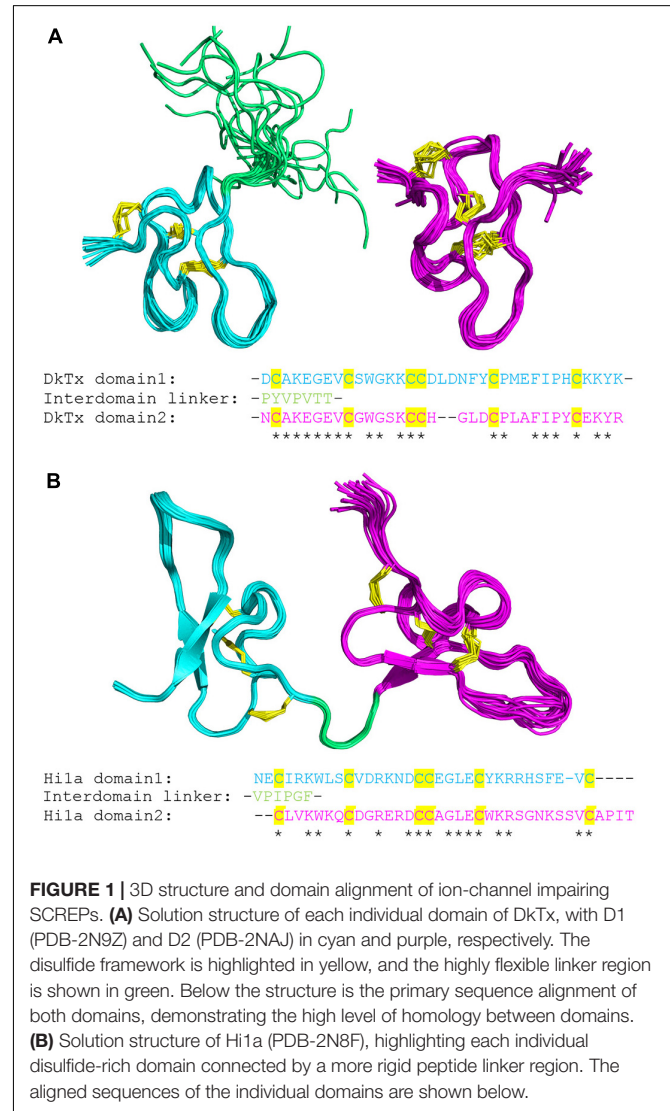 A
DkTx domain1: -DCAKEGEVCSWGKKCCDLDNFYCPMEFIPHCKKYK-
Interdomain linker: -PYVPVTT-
DkTx domain2: -NCAKEGEVCGWGSKCCH--GLDCPLAFIPYCEKYR
******** ** *** ** *** * **
B
Hi1a domain1: NECIRKWLSCVDRKNDCCEGLECYKRRHSFE-VC----
Interdomain linker: -VPIPGF-
Hi1a domain2: --CLVKWKQCDGRERDCCAGLECWKRSGNKSSVCAPIT
* ** * * *** **** ** **
FIGURE 1 | 3D structure and domain alignment of ion-channel impairing
SCREPs. (A) Solution structure of each individual domain of DkTx, with D1
(PDB-2N9Z) and D2 (PDB-2NAJ) in cyan and purple, respectively. The
disulfide framework is highlighted in yellow, and the highly flexible linker region
is shown in green. Below the structure is the primary sequence alignment of
both domains, demonstrating the high level of homology between domains.
(B) Solution structure of Hi1a (PDB-2N8F), highlighting each individual
disulfide-rich domain connected by a more rigid peptide linker region. The
aligned sequences of the individual domains are shown below.